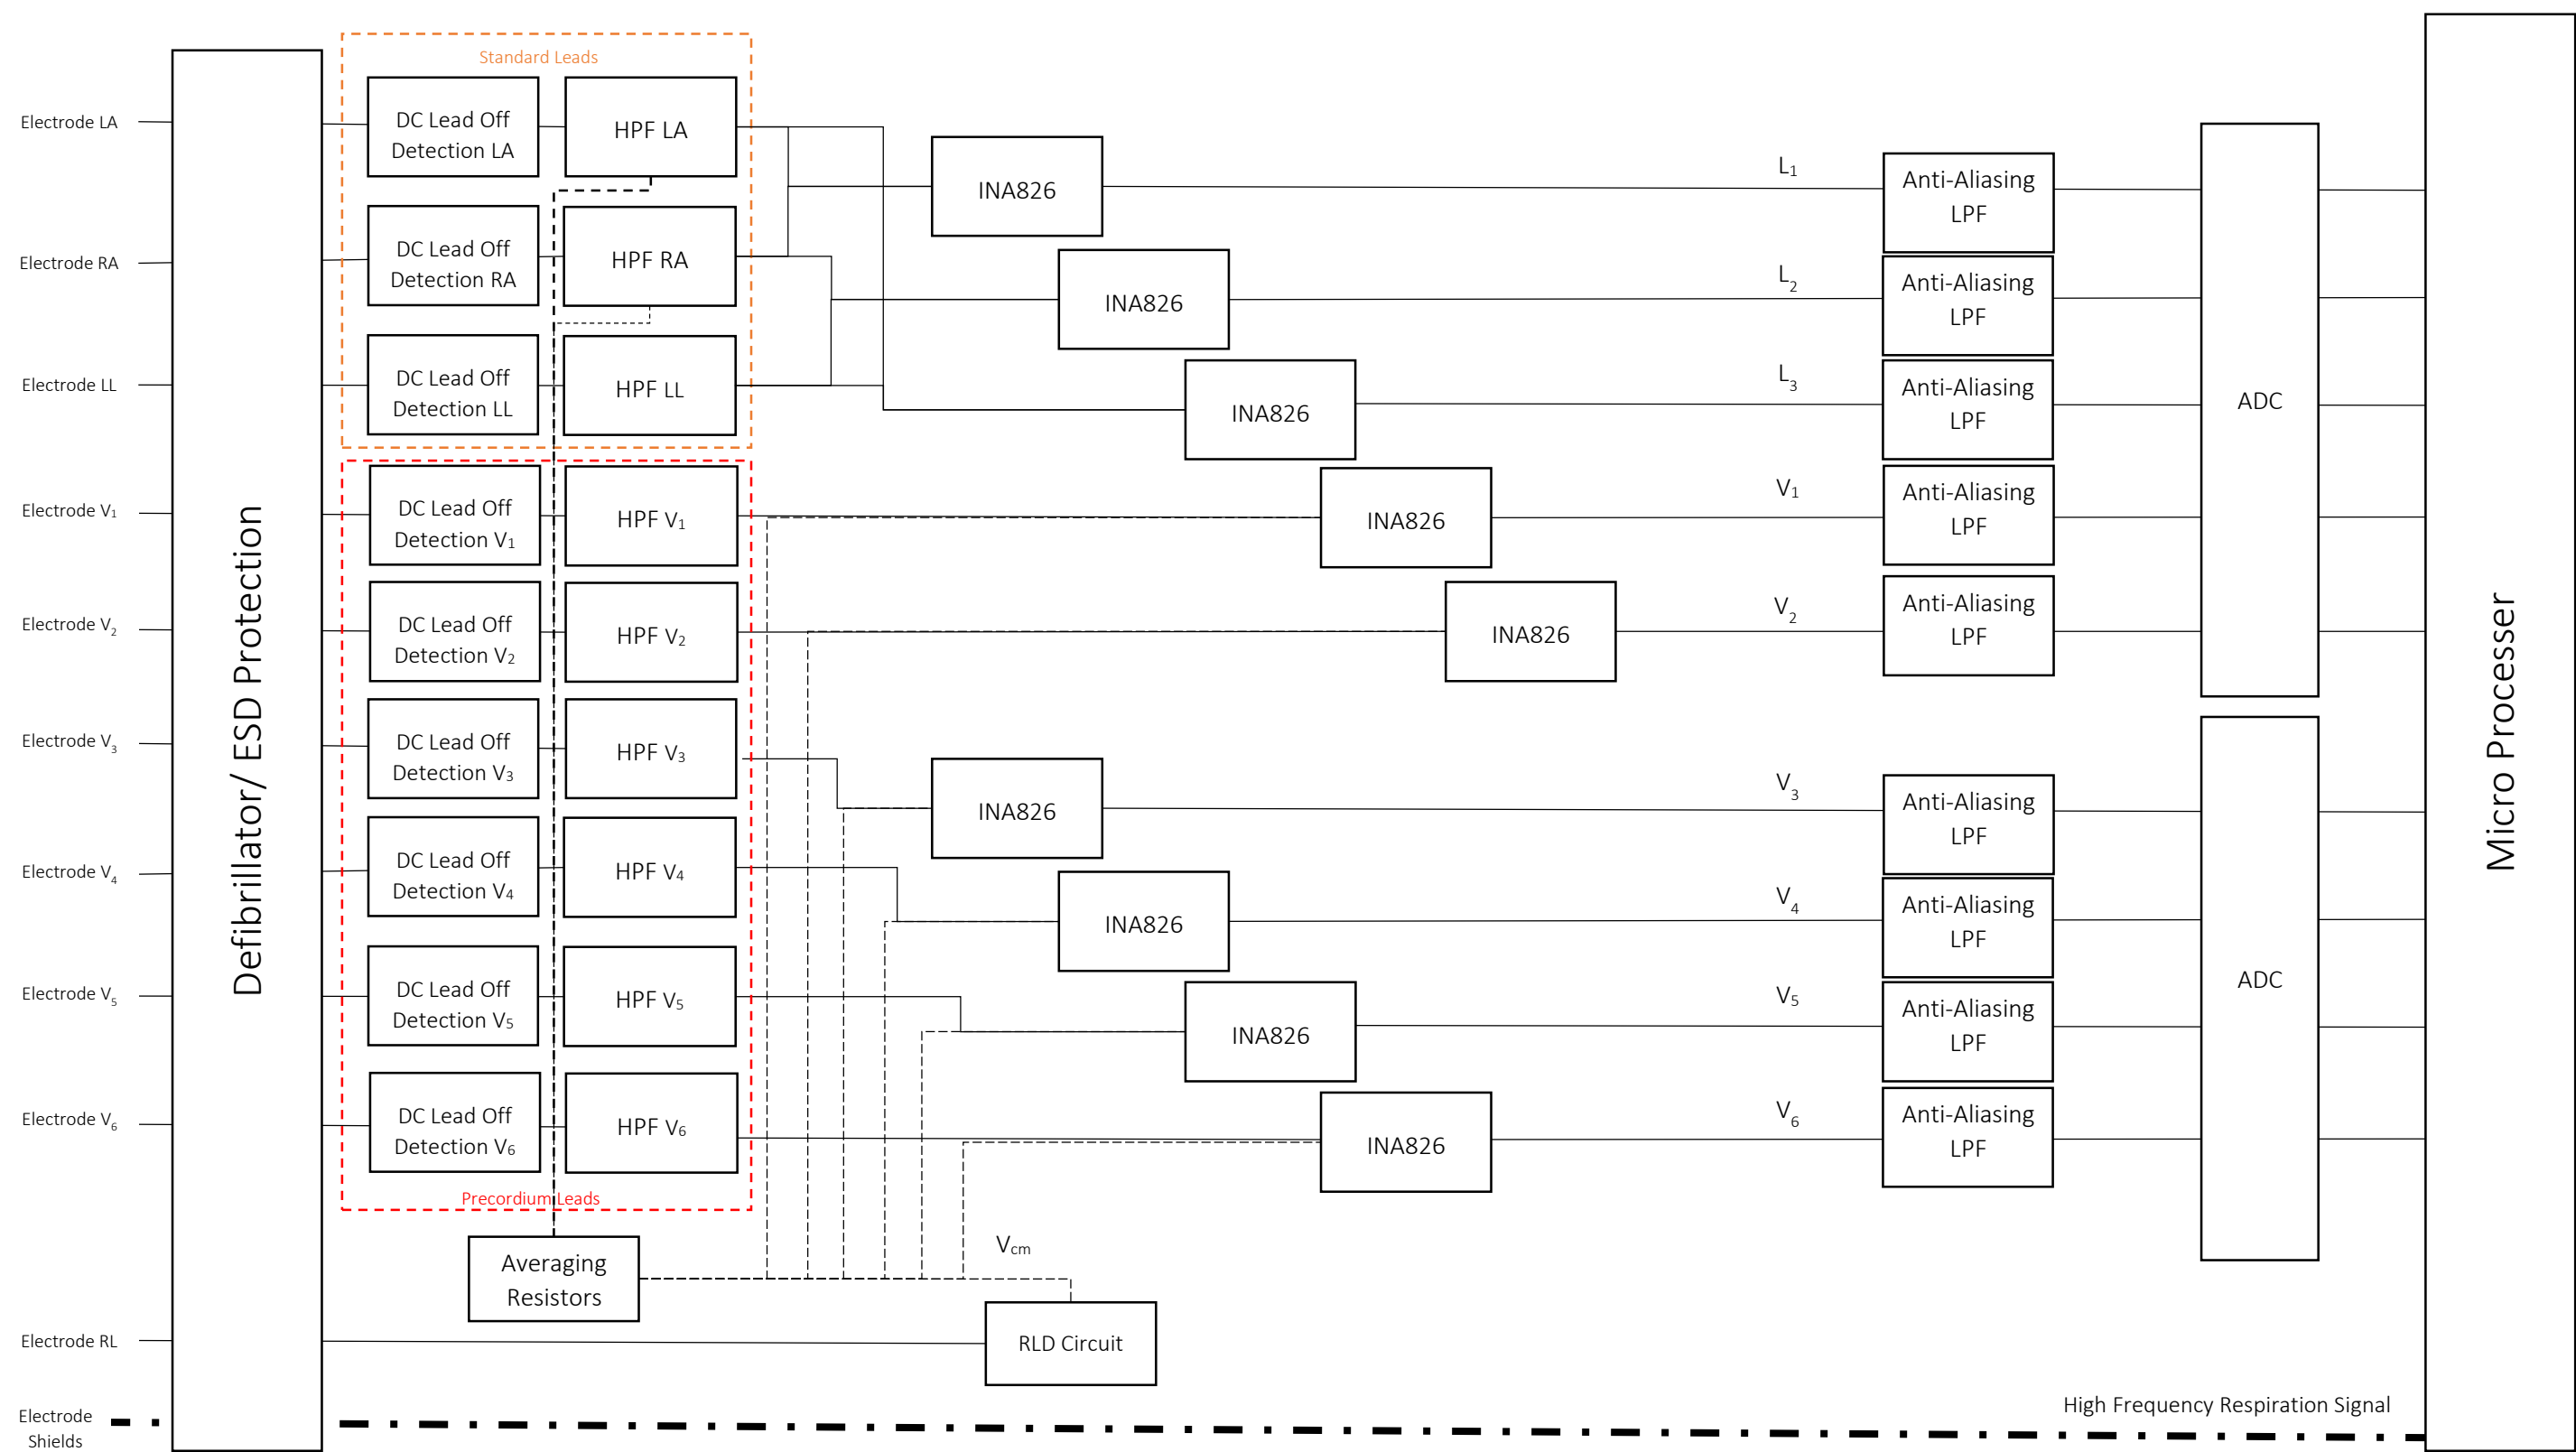 Standard Leads
Electrode LA
DC Lead Off
Detection LA
HPF LA
INA826
L1
Anti-Aliasing
LPF
Electrode RA
DC Lead Off
Detection RA
HPF RA
INA826
L2
Anti-Aliasing
LPF
Electrode LL
DC Lead Off
Detection LL
HPF LL
INA826
L3
Anti-Aliasing
LPF
ADC
Electrode V1
DC Lead Off
Detection V1
HPF V1
INA826
V1
Anti-Aliasing
LPF
Electrode V2
DC Lead Off
Detection V2
HPF V2
INA826
V2
Anti-Aliasing
LPF
Defibrillator/ ESD Protection
Micro Processer
Electrode V3
DC Lead Off
Detection V3
HPF V3
INA826
V3
Anti-Aliasing
LPF
Electrode V4
DC Lead Off
Detection V4
HPF V4
INA826
V4
Anti-Aliasing
LPF
ADC
Electrode V5
DC Lead Off
Detection V5
HPF V5
INA826
V5
Anti-Aliasing
LPF
Electrode V6
DC Lead Off
Detection V6
HPF V6
INA826
V6
Anti-Aliasing
LPF
Precordium Leads
Averaging
Resistors
Vcm
Electrode RL
RLD Circuit
Electrode
Shields
High Frequency Respiration Signal